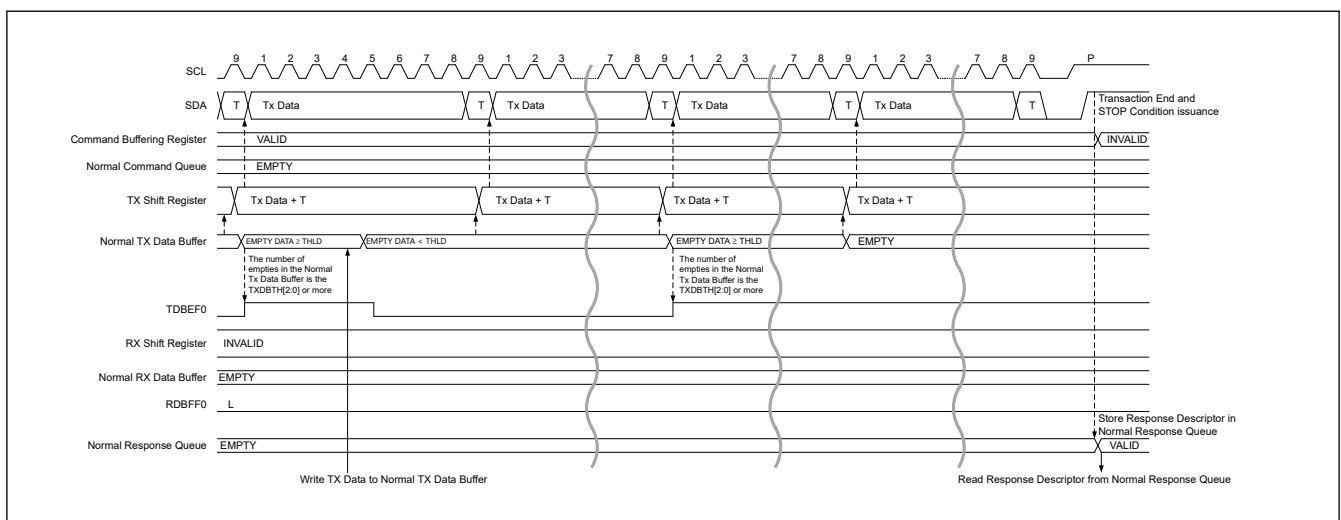 9 1 2 3 4 5 6 7 8 9 1 2 3 7 8 9 1 2 3 7 8 9 1 2 3 7 8 9 P
SCL
SDA T Tx Data T Tx Data T Tx Data T Tx Data T
Transaction End and
STOP Condition issuance
Command Buffering Register VALID INVALID
Normal Command Queue EMPTY
TX Shift Register Tx Data + T Tx Data + T Tx Data + T Tx Data + T
Normal TX Data Buffer EMPTY DATA ≥ THLD EMPTY DATA < THLD EMPTY DATA ≥ THLD EMPTY
The number of
empties in the Normal
Tx Data Buffer is the
TXDBTH[2:0] or more
The number of
empties in the Normal
Tx Data Buffer is the
TXDBTH[2:0] or more
TDBEF0
RX Shift Register INVALID
Normal RX Data Buffer EMPTY
RDBFF0 L
Store Response Descriptor in
Normal Response Queue
Normal Response Queue EMPTY VALID
Write TX Data to Normal TX Data Buffer Read Response Descriptor from Normal Response Queue